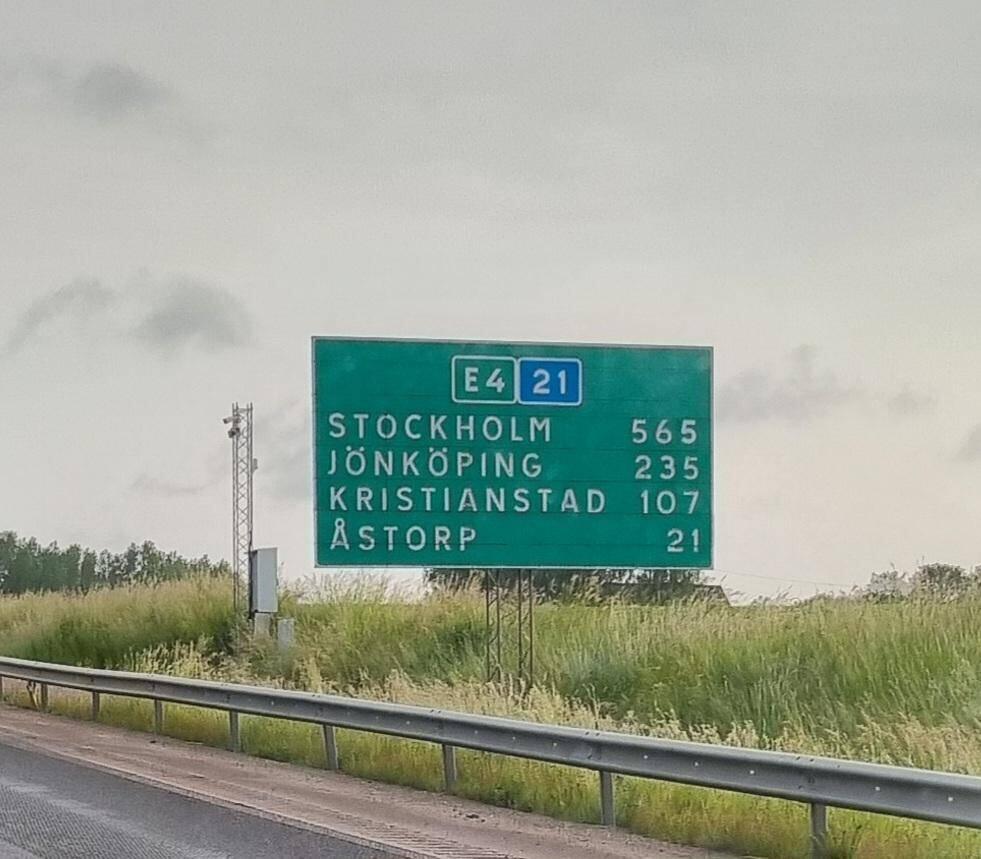 E4 21
STOCKHOLM 565
JÖNKÖPING 235
KRISTIANSTAD 107
ÅSTORP 21